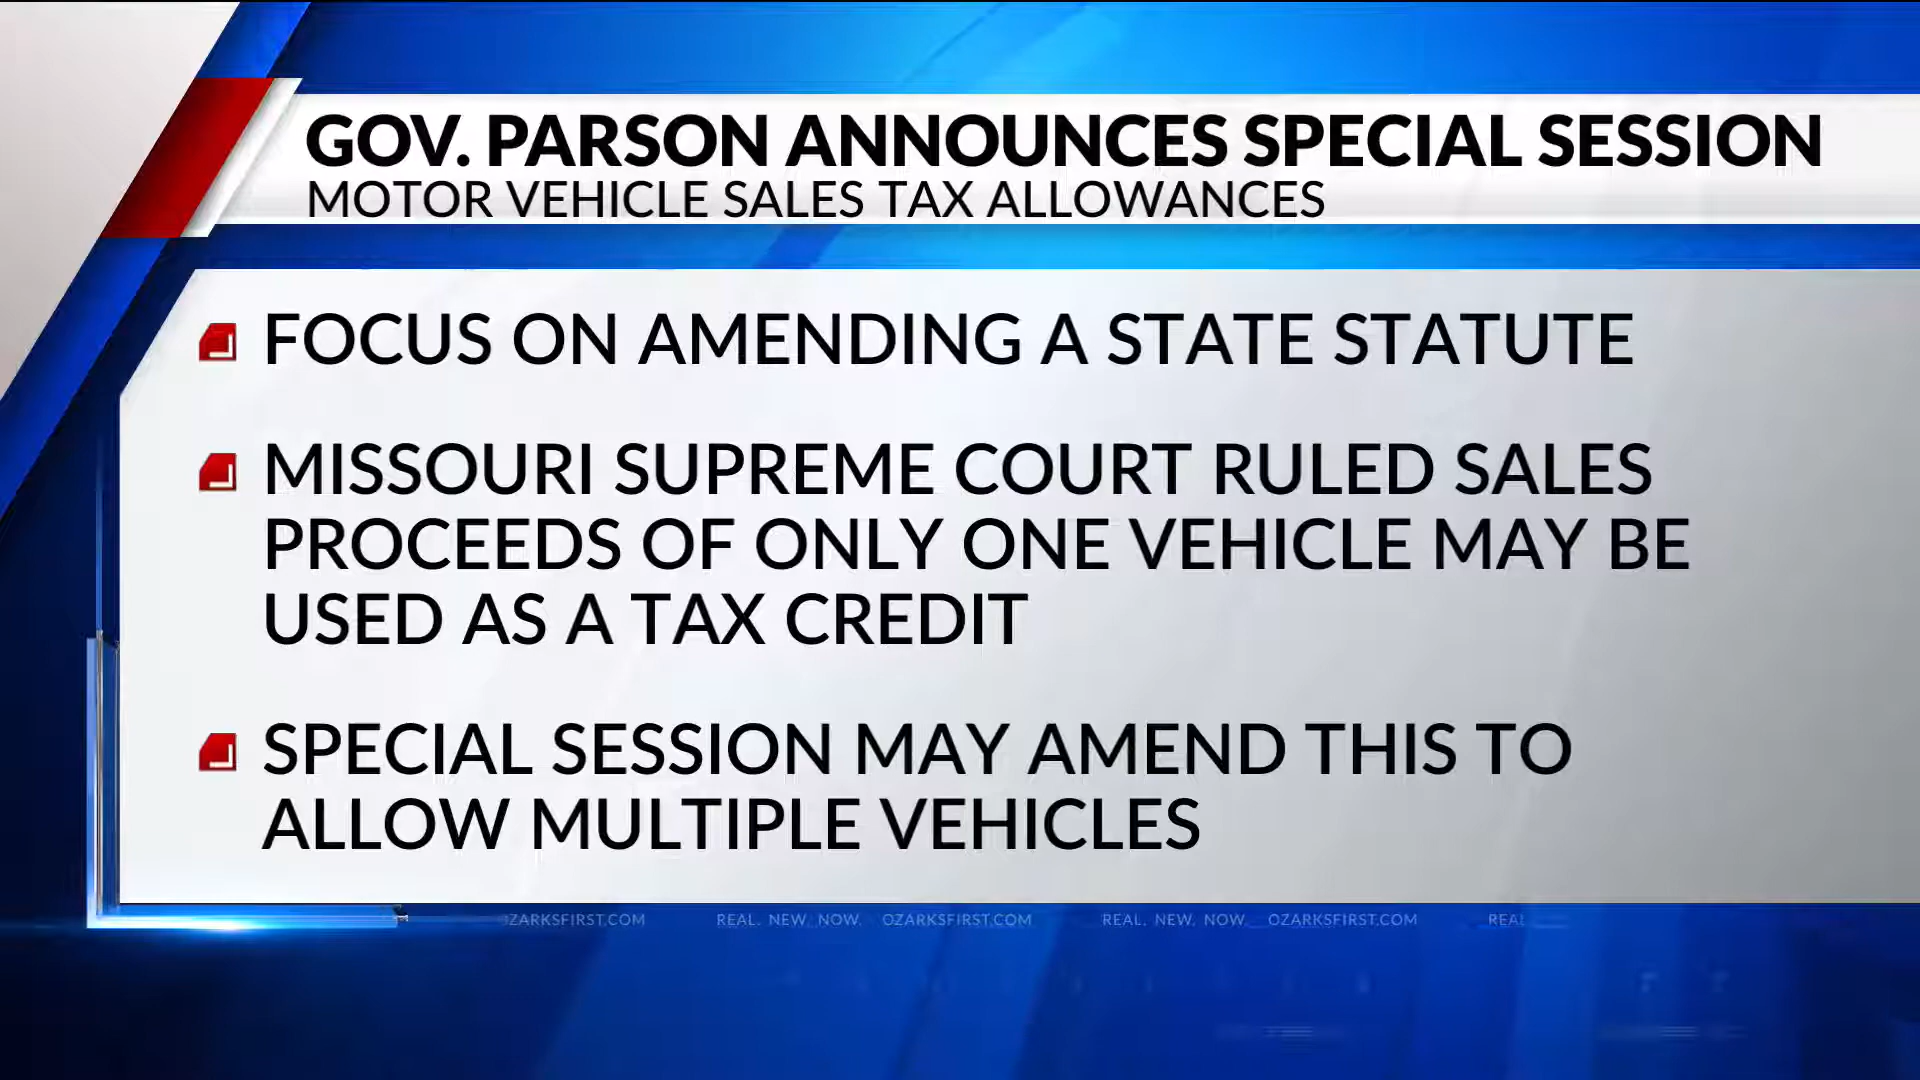 GOV. PARSON ANNOUNCES SPECIAL SESSION
MOTOR VEHICLE SALES TAX ALLOWANCES
FOCUS ON AMENDING A STATE STATUTE
MISSOURI SUPREME COURT RULED SALES
PROCEEDS OF ONLY ONE VEHICLE MAY BE
USED AS A TAX CREDIT
SPECIAL SESSION MAY AMEND THIS TO
ALLOW MULTIPLE VEHICLES
OZARKSFIRST.COM REAL. NEW. NOW. OZARKSFIRST.COM REAL. NEW. NOW. OZARKSFIRST.COM REAL